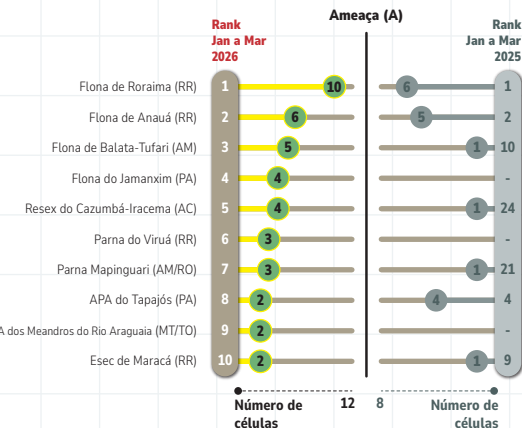 Ameaça (A)
Rank
Jan a Mar
2026
Rank
Jan a Mar
2025
Flona de Roraima (RR) 1 10 6 1
Flona de Anauá (RR) 2 6 5 2
Flona de Balata-Tufari (AM) 3 5 1 10
Flona do Jamanxim (PA) 4 4 -
Resex do Cazumbá-Iracema (AC) 5 4 1 24
Parna do Viruá (RR) 6 3 -
Parna Mapinguari (AM/RO) 7 3 1 21
APA do Tapajós (PA) 8 2 4 4
A dos Meandros do Rio Araguaia (MT/TO) 9 2 -
Esec de Maracá (RR) 10 2 1 9
Número de 12 8 Número de
células células